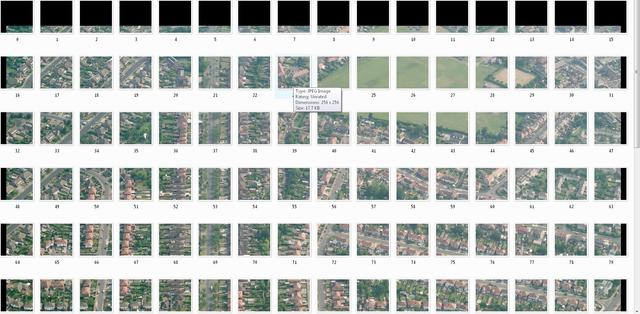 0 1 2 3 4 5 6 7 8 9 10 11 12 13 14 15
Type: JPEG Image
Rating: Unrated
Dimensions: 256 x 256
Size: 17.7 KB
16 17 18 19 20 21 22 25 26 27 28 29 30 31
32 33 34 35 36 37 38 39 40 41 42 43 44 45 46 47
48 49 50 51 52 53 54 55 56 57 58 59 60 61 62 63
64 65 66 67 68 69 70 71 72 73 74 75 76 77 78 79